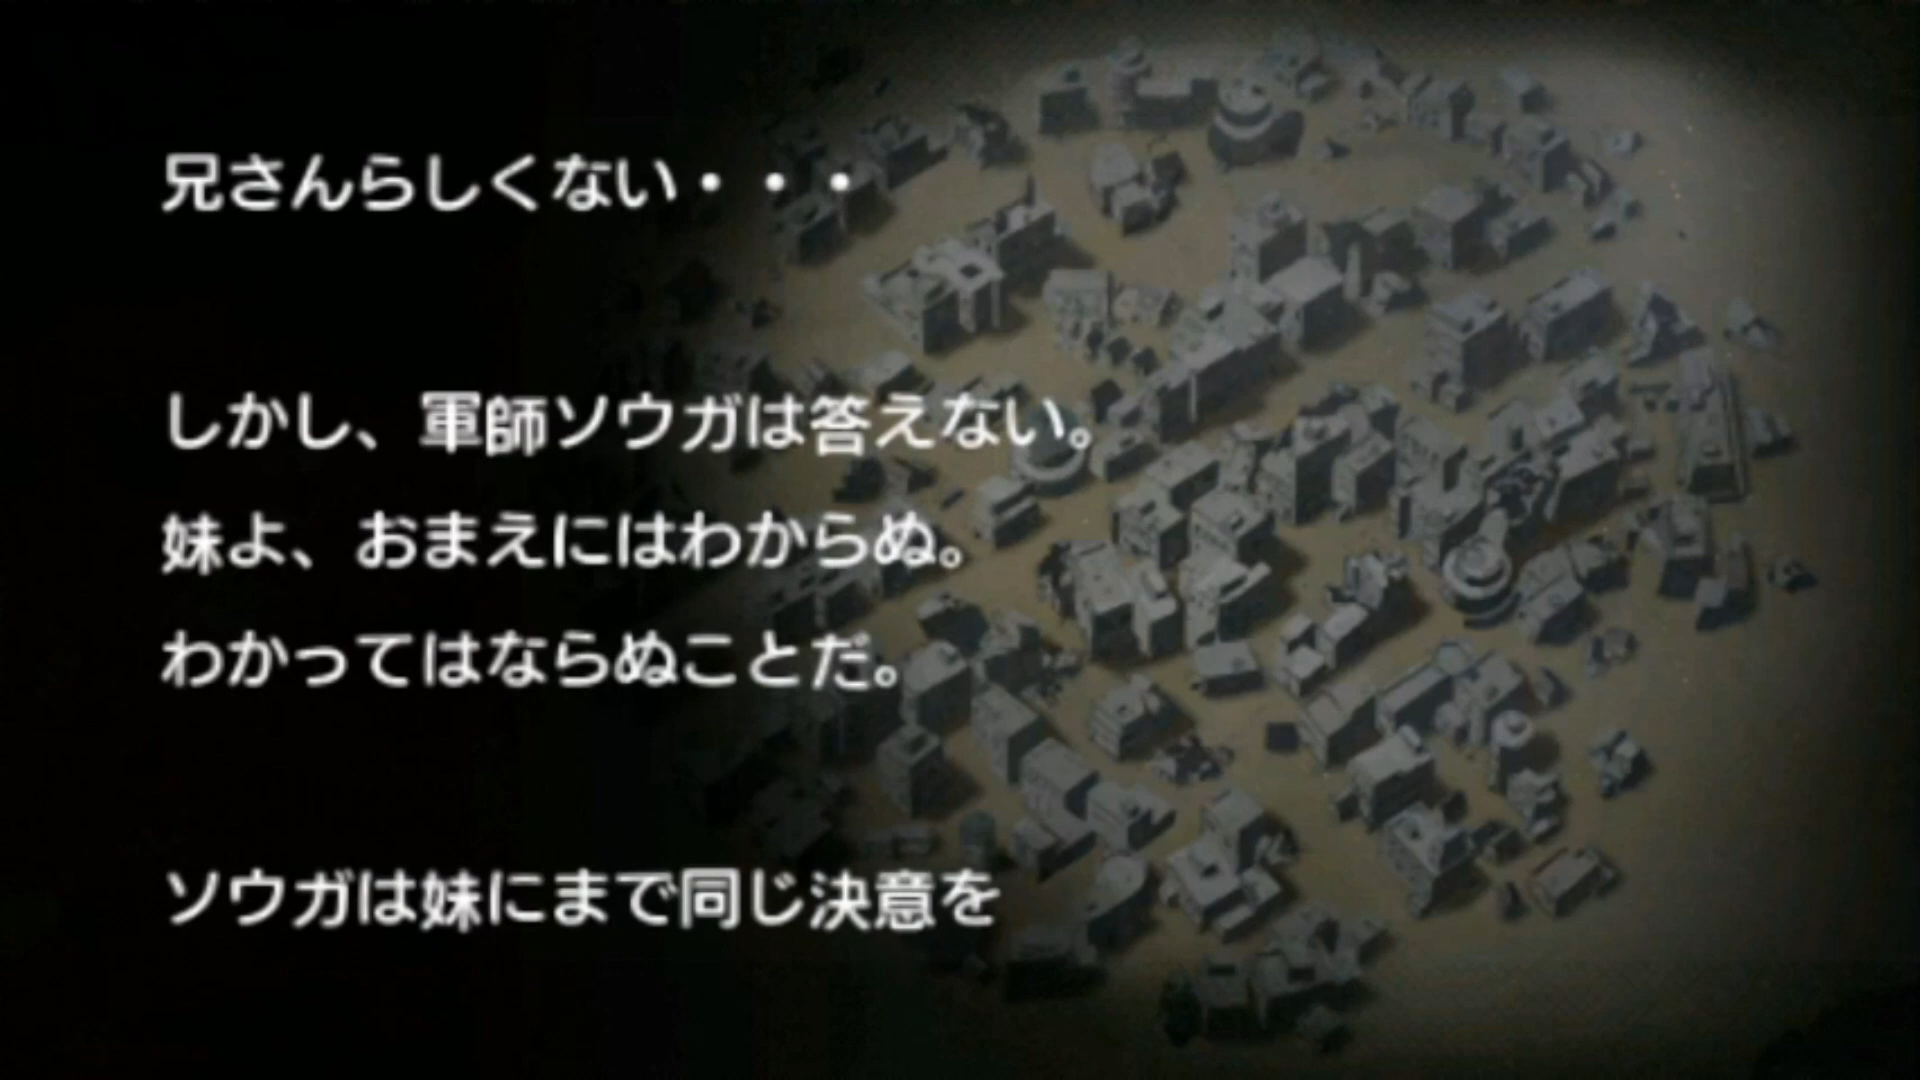 兄さんらしくない・・・
しかし、軍師ソウガは答えない。
妹よ、おまえにはわからぬ。
わかってはならぬことだ。
ソウガは妹にまで同じ決意を